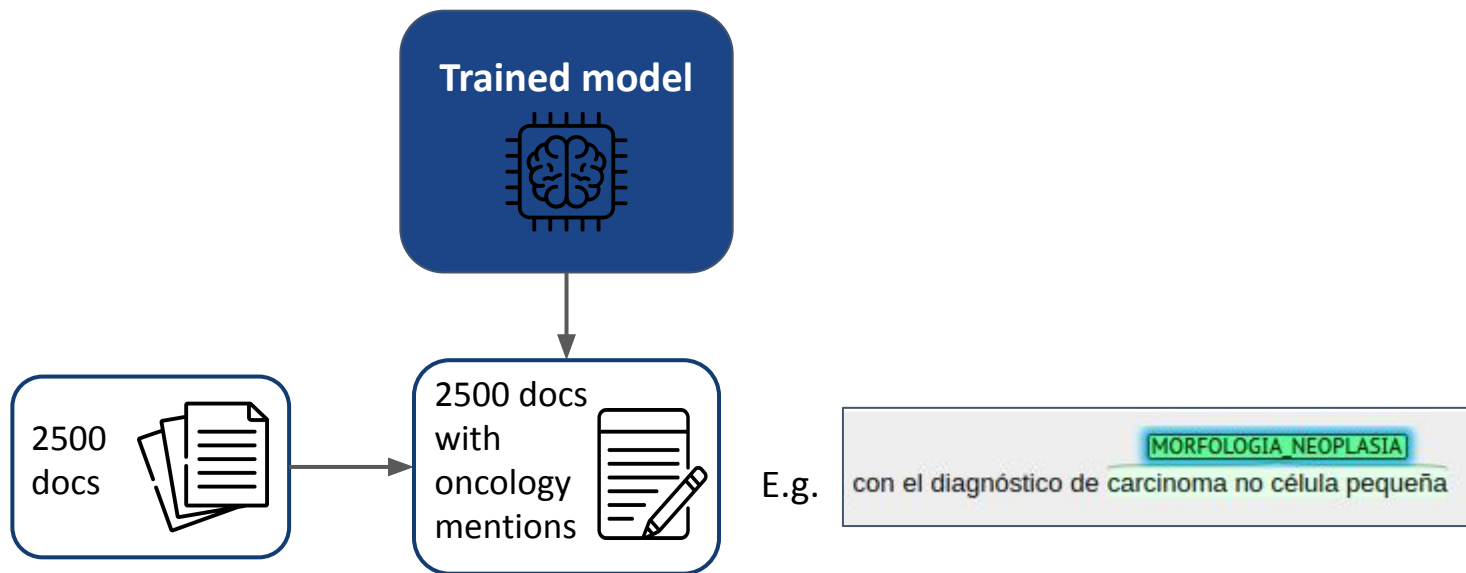 Trained model
2500
docs
2500 docs
with
oncology
mentions
E.g.
MORFOLOGIA_NEOPLASIA
con el diagnóstico de carcinoma no célula pequeña